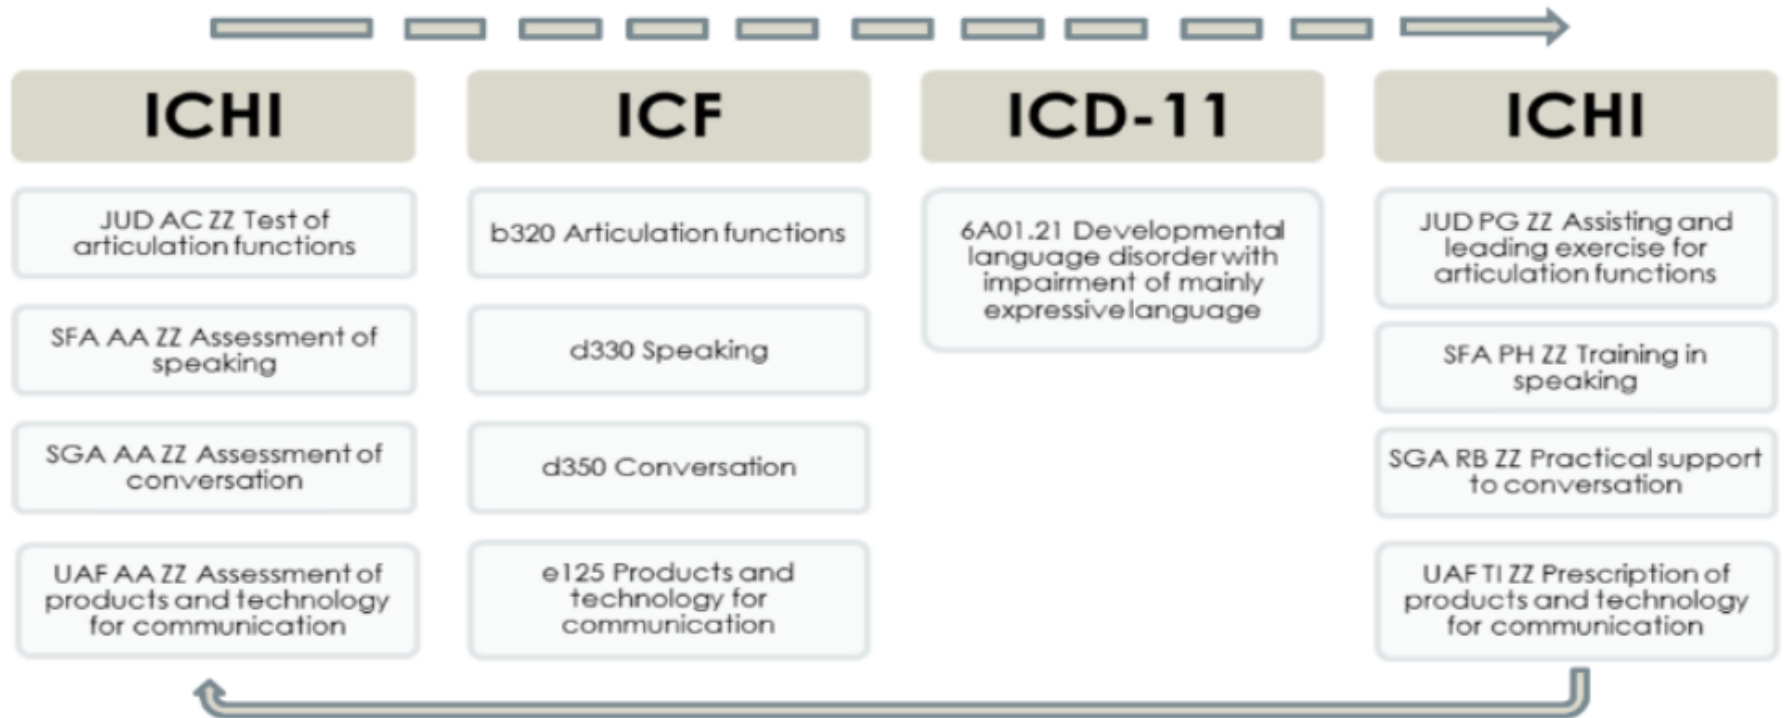 ICHI
JUD AC ZZ Test of
articulation functions
SFA AA ZZ Assessment of
speaking
SGA AA ZZ Assessment of
conversation
UAF AA ZZ Assessment of
products and technology
for communication
ICF
b320 Articulation functions
d330 Speaking
d350 Conversation
e125 Products and
technology for
communication
ICD-11
6A01.21 Developmental
language disorder with
impairment of mainly
expressive language
ICHI
JUD PG ZZ Assisting and
leading exercise for
articulation functions
SFA PH ZZ Training in
speaking
SGA RB ZZ Practical support
to conversation
UAF TI ZZ Prescription of
products and technology
for communication